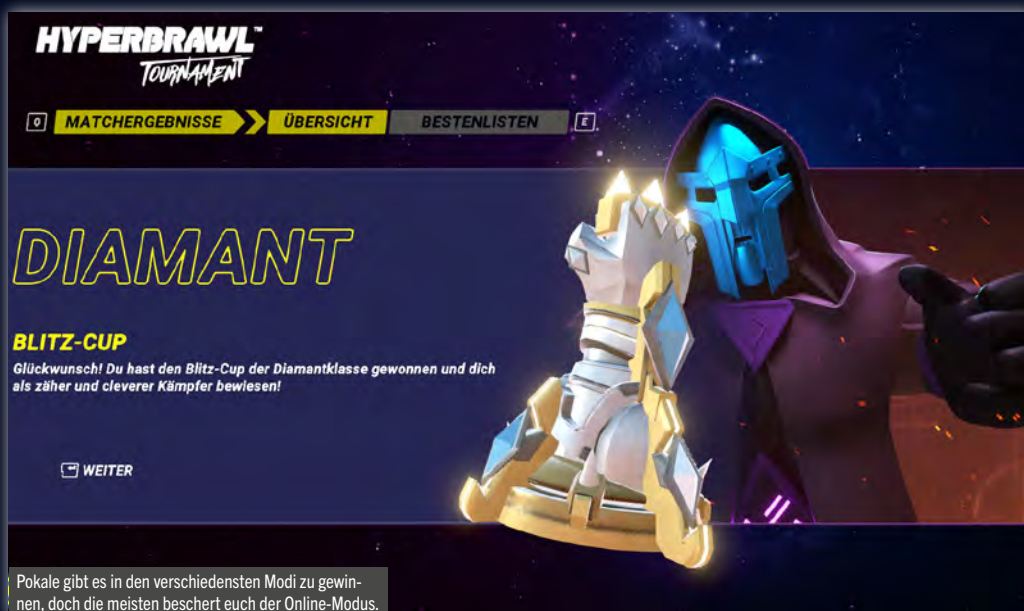 HYPERBRAWL™
TOURNAMENT
Q MATCHERGEBNISSE ÜBERSICHT BESTENLISTEN E
DIAMANT
BLITZ-CUP
Glückwunsch! Du hast den Blitz-Cup der Diamantklasse gewonnen und dich
als zäher und cleverer Kämpfer bewiesen!
WEITER
Pokale gibt es in den verschiedensten Modi zu gewin-
nen, doch die meisten beschert euch der Online-Modus.